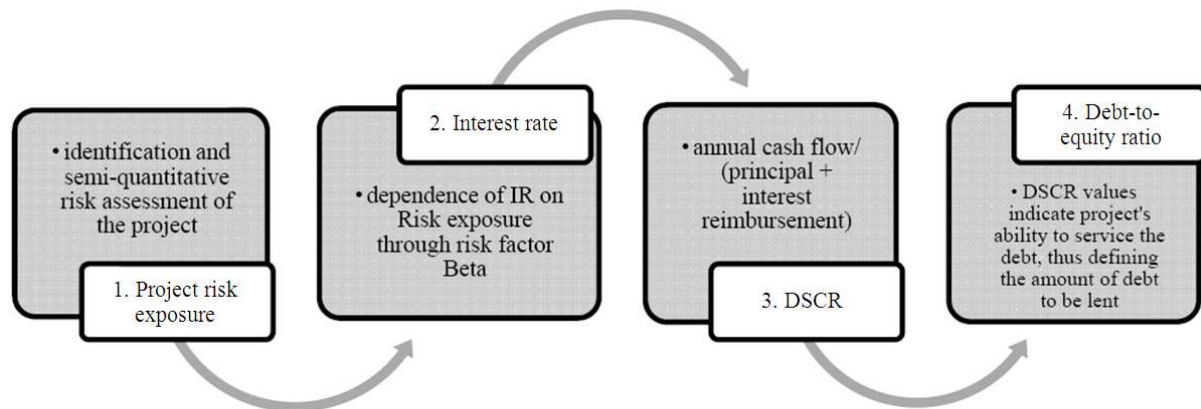 • identification and
semi-quantitative
risk assessment of
the project
1. Project risk
exposure
2. Interest rate
• dependence of IR on
Risk exposure
through risk factor
Beta
• annual cash flow/
(principal +
interest
reimbursement)
3. DSCR
4. Debt-to-
equity ratio
• DSCR values
indicate project's
ability to service the
debt, thus defining
the amount of debt
to be lent